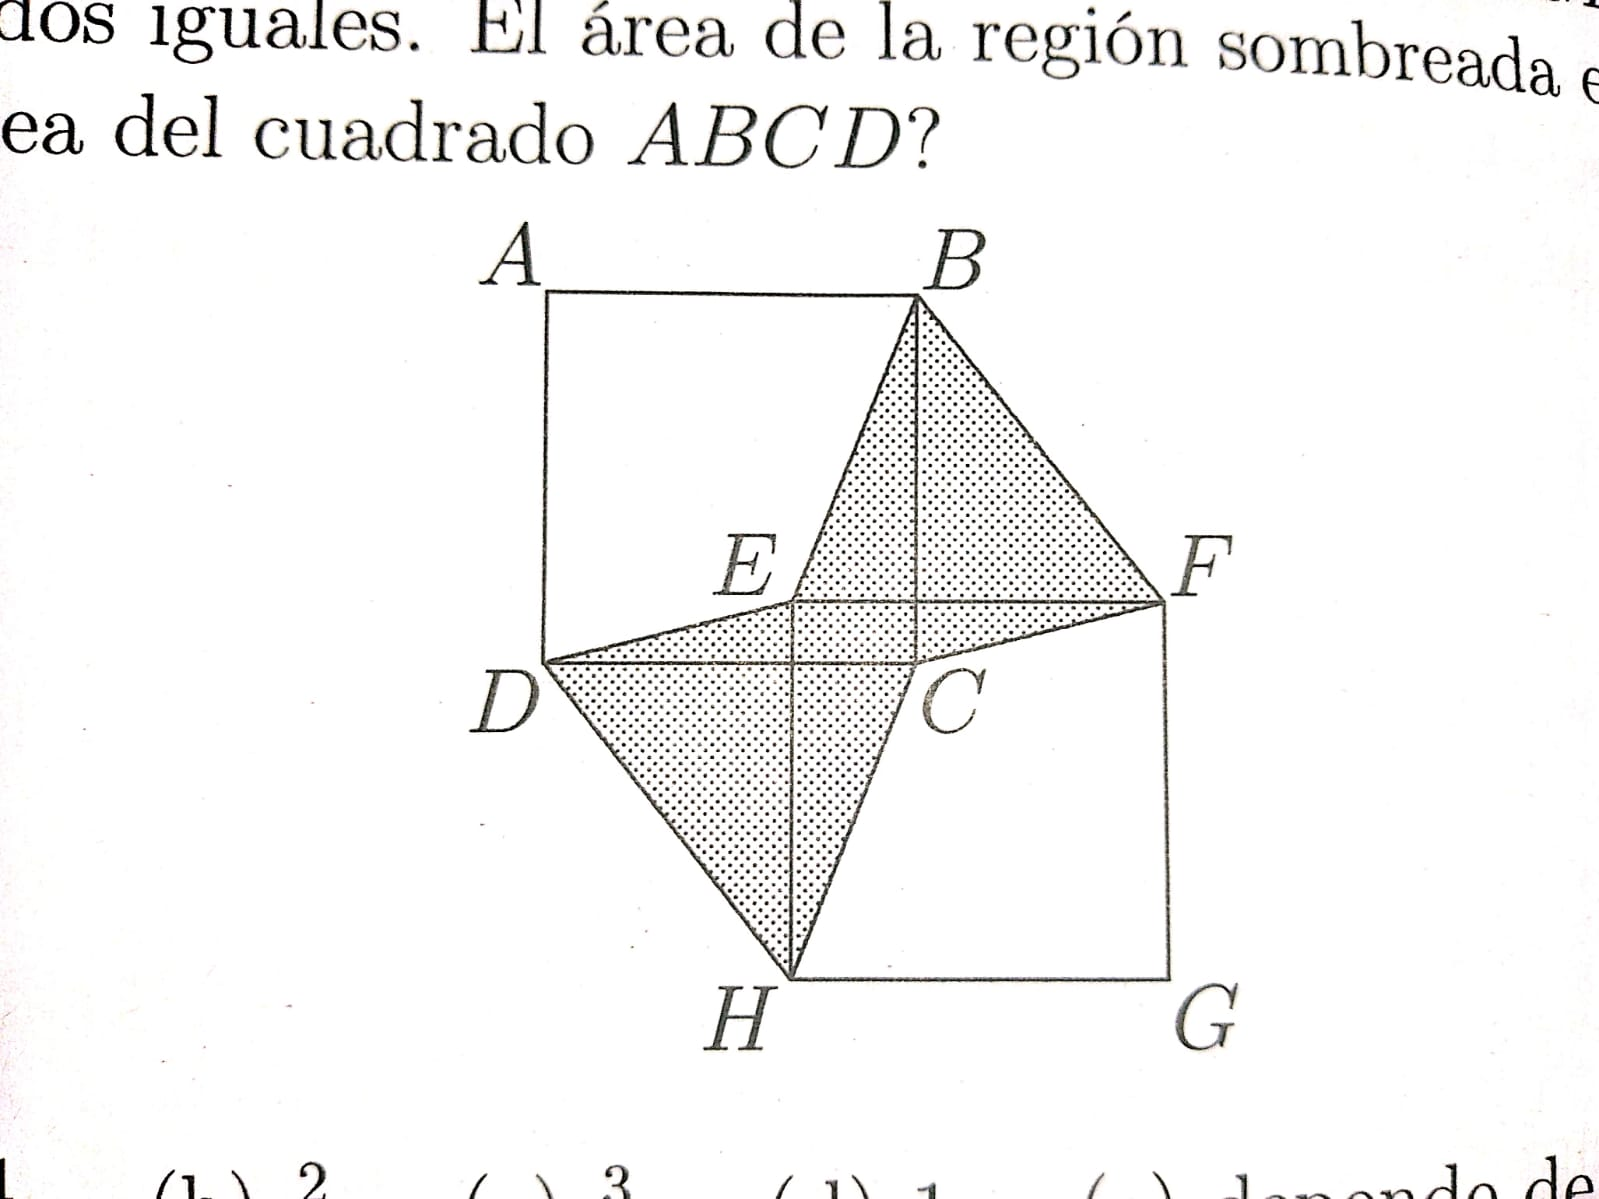 dos iguales. El área de la región sombreada
ea del cuadrado ABCD?
A
B
E
F
D
C
H
G
2
3